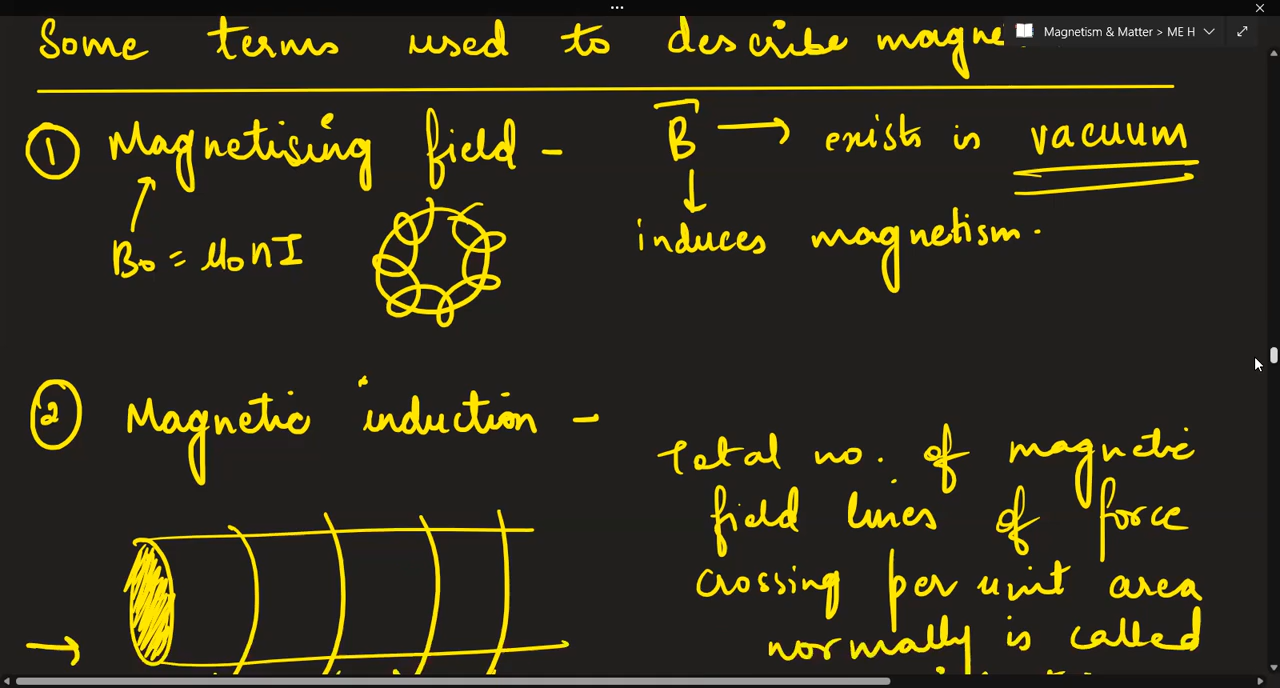 Some terms used to describe magne
Magnetism & Matter > ME H
① Magnetising field - B → exists in vacuum
induces magnetism.
B₀ = μ₀nI
② Magnetic induction -
Total no. of magnetic
field lines of force
crossing per unit area
normally is called